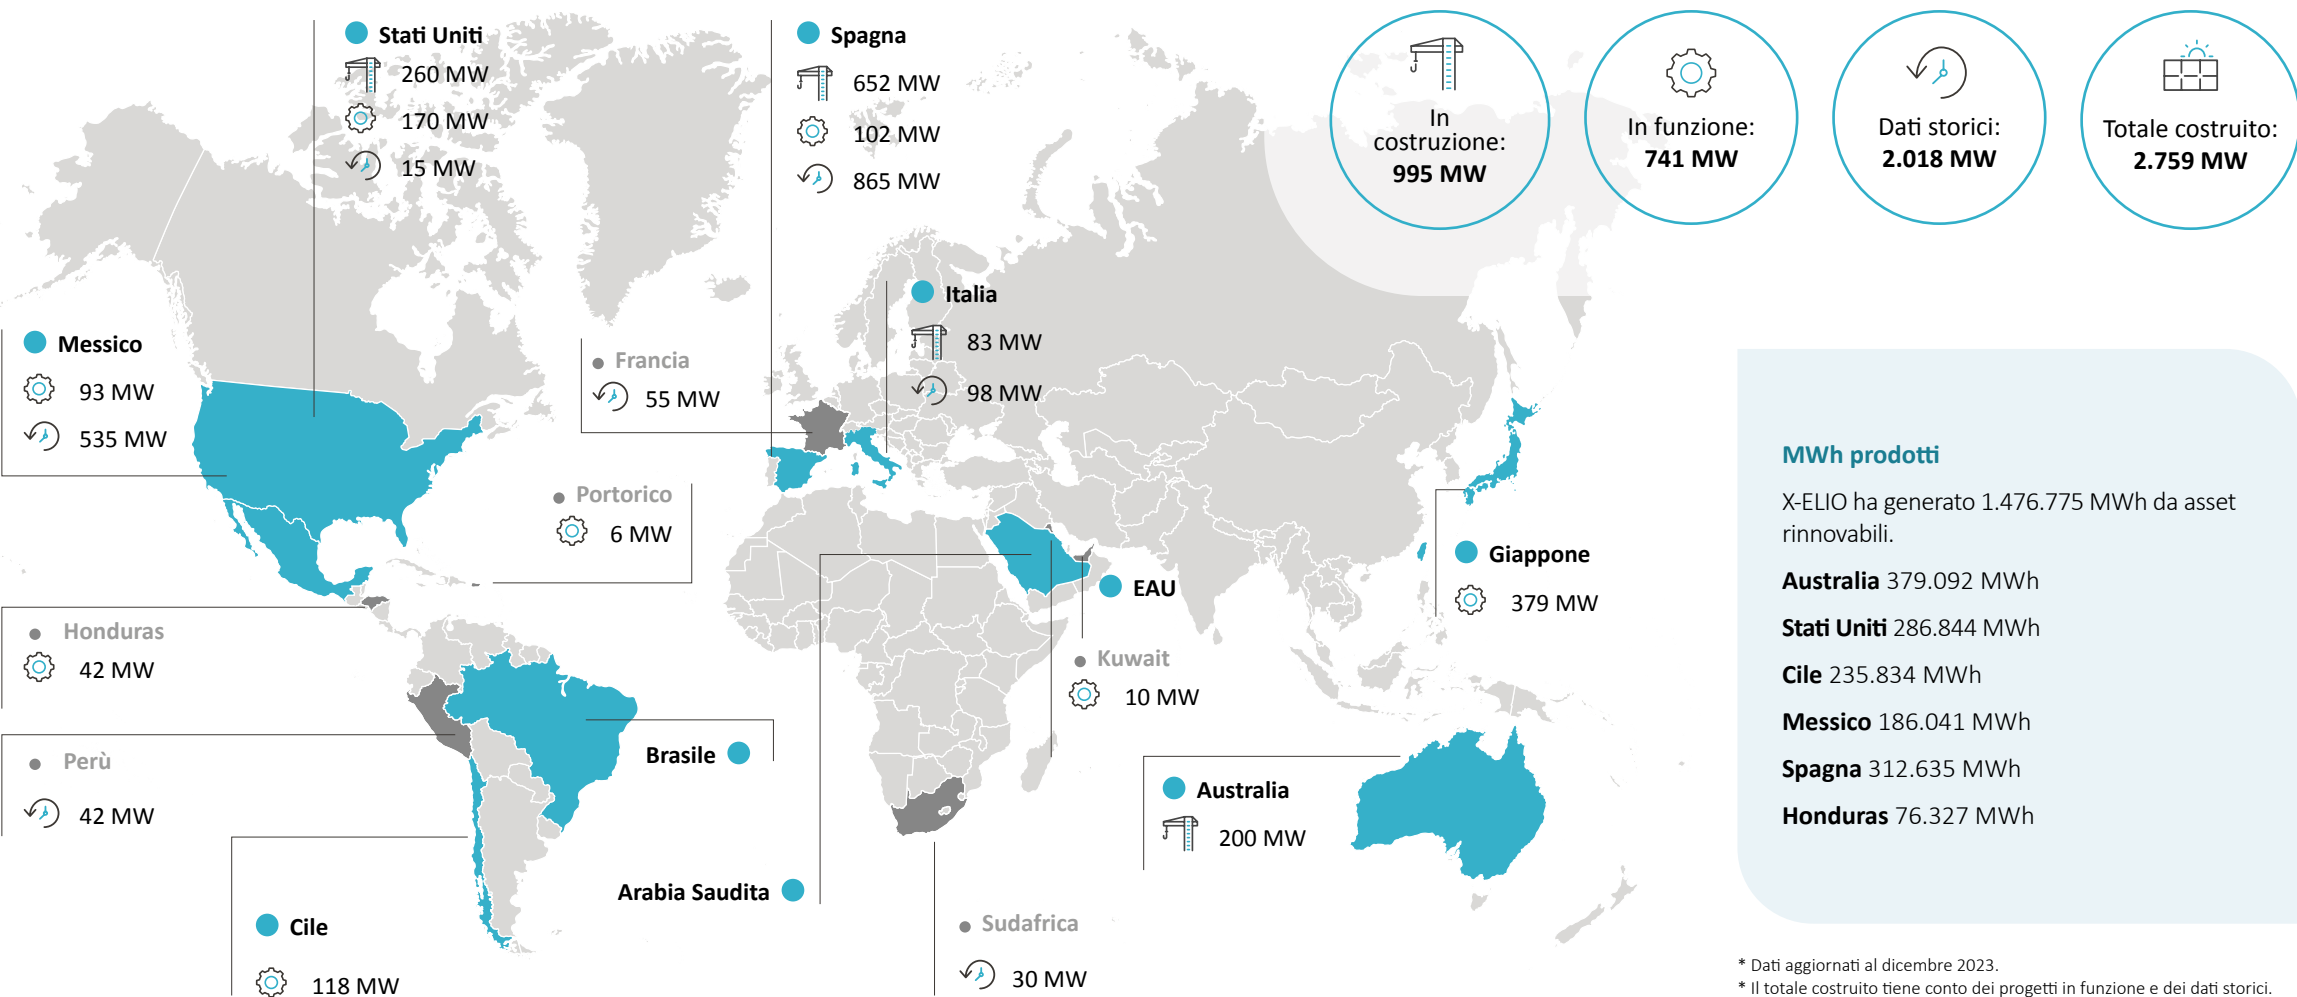 Stati Uniti
260 MW
170 MW
15 MW
Spagna
652 MW
102 MW
865 MW
In
costruzione:
995 MW
In funzione:
741 MW
Dati storici:
2.018 MW
Totale costruito:
2.759 MW
Italia
83 MW
98 MW
Messico
93 MW
535 MW
Francia
55 MW
Portorico
6 MW
Giappone
379 MW
EAU
Kuwait
10 MW
Honduras
42 MW
Perù
42 MW
Brasile
Australia
200 MW
Arabia Saudita
Cile
118 MW
Sudafrica
30 MW
MWh prodotti
X-ELIO ha generato 1.476.775 MWh da asset
rinnovabili.
Australia 379.092 MWh
Stati Uniti 286.844 MWh
Cile 235.834 MWh
Messico 186.041 MWh
Spagna 312.635 MWh
Honduras 76.327 MWh
* Dati aggiornati al dicembre 2023.
* Il totale costruito tiene conto dei progetti in funzione e dei dati storici.